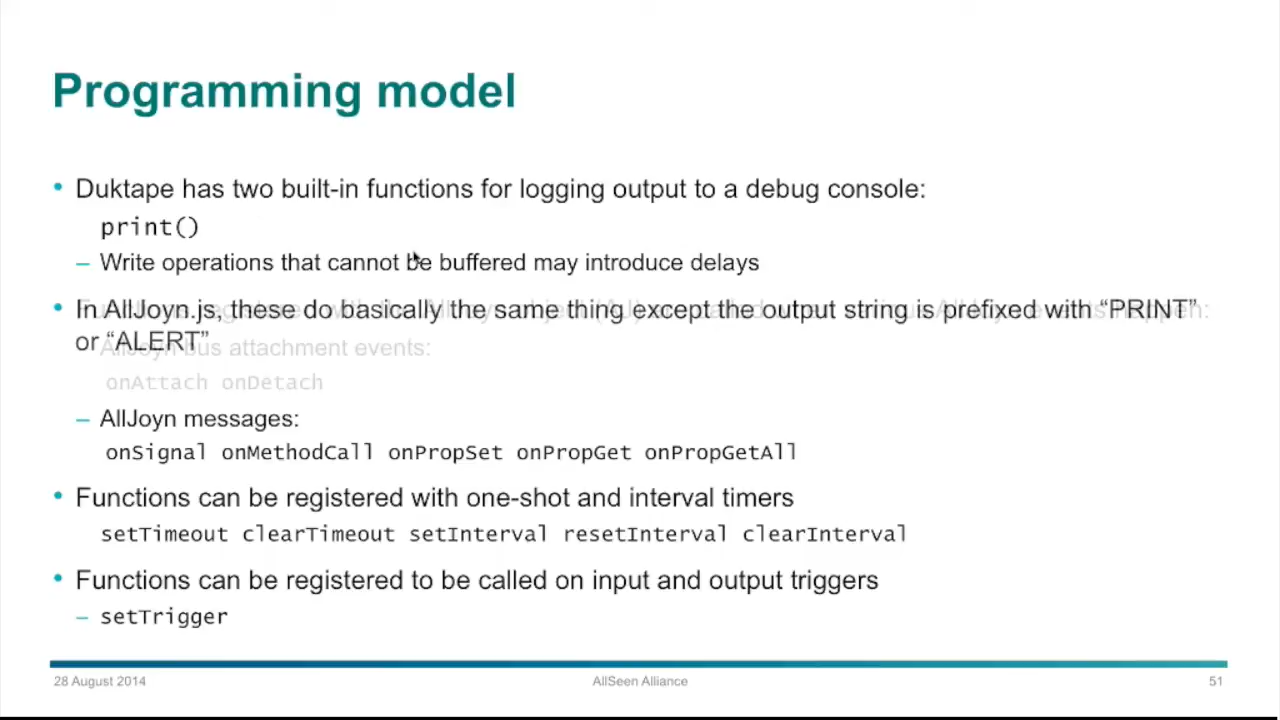 Programming model
• Duktape has two built-in functions for logging output to a debug console:
print()
– Write operations that cannot be buffered may introduce delays
• In AllJoyn.js, these do basically the same thing except the output string is prefixed with “PRINT”
or “ALERT”
AllJoyn bus attachment events:
onAttach onDetach
– AllJoyn messages:
onSignal onMethodCall onPropSet onPropGet onPropGetAll
• Functions can be registered with one-shot and interval timers
setTimeout clearTimeout setInterval resetInterval clearInterval
• Functions can be registered to be called on input and output triggers
– setTrigger
28 August 2014
AllSeen Alliance
51